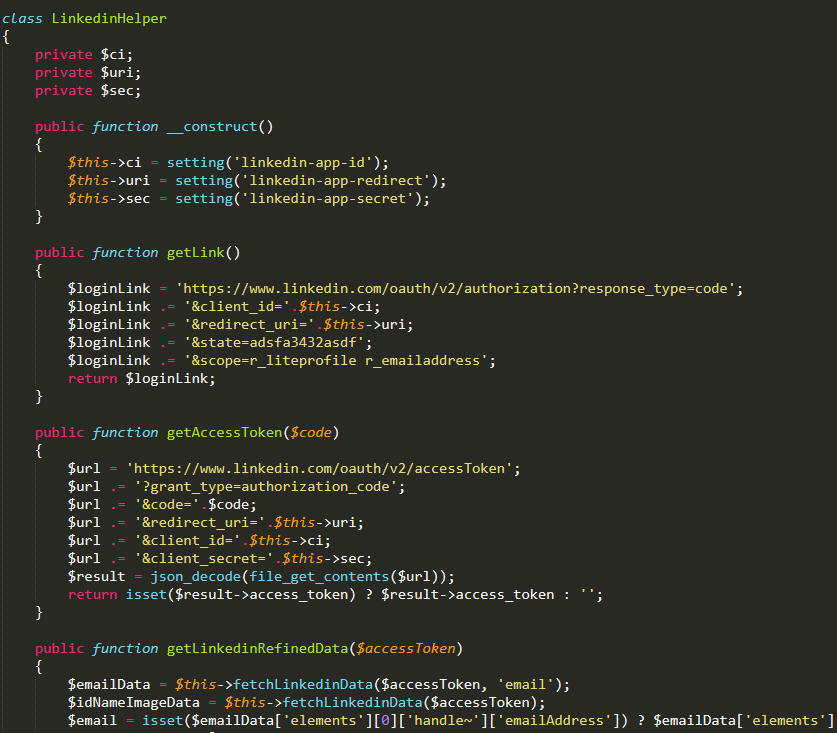 class LinkedinHelper
{
    private $ci;
    private $uri;
    private $sec;

    public function __construct()
    {
        $this->ci = setting('linkedin-app-id');
        $this->uri = setting('linkedin-app-redirect');
        $this->sec = setting('linkedin-app-secret');
    }

    public function getLink()
    {
        $loginLink = 'https://www.linkedin.com/oauth/v2/authorization?response_type=code';
        $loginLink .= '&client_id='.$this->ci;
        $loginLink .= '&redirect_uri='.$this->uri;
        $loginLink .= '&state=adsfa3432asdf';
        $loginLink .= '&scope=r_liteprofile r_emailaddress';
        return $loginLink;
    }

    public function getAccessToken($code)
    {
        $url = 'https://www.linkedin.com/oauth/v2/accessToken';
        $url .= '?grant_type=authorization_code';
        $url .= '&code='.$code;
        $url .= '&redirect_uri='.$this->uri;
        $url .= '&client_id='.$this->ci;
        $url .= '&client_secret='.$this->sec;
        $result = json_decode(file_get_contents($url));
        return isset($result->access_token) ? $result->access_token : '';
    }

    public function getLinkedinRefinedData($accessToken)
    {
        $emailData = $this->fetchLinkedinData($accessToken, 'email');
        $idNameImageData = $this->fetchLinkedinData($accessToken);
        $email = isset($emailData['elements'][0]['handle~']['emailAddress']) ? $emailData['elements']